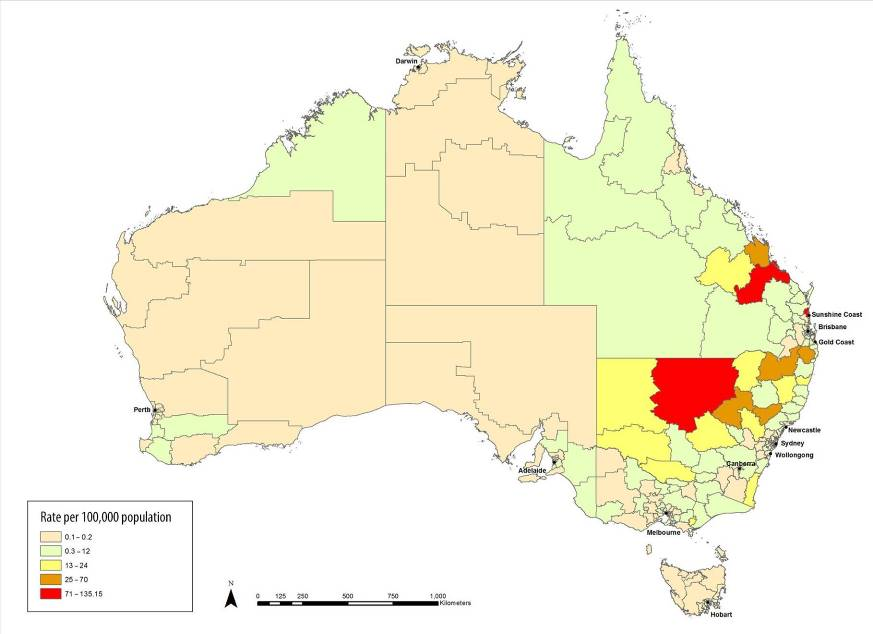 Darwin
Sunshine Coast
Brisbane
Gold Coast
Perth
Newcastle
Sydney
Wollongong
Canberra
Adelaide
Melbourne
Hobart
Rate per 100,000 population
0.1 – 0.2
0.3 – 12
13 – 24
25 – 70
71 – 135.15
N
0 125 250 500 750 1,000
Kilometers